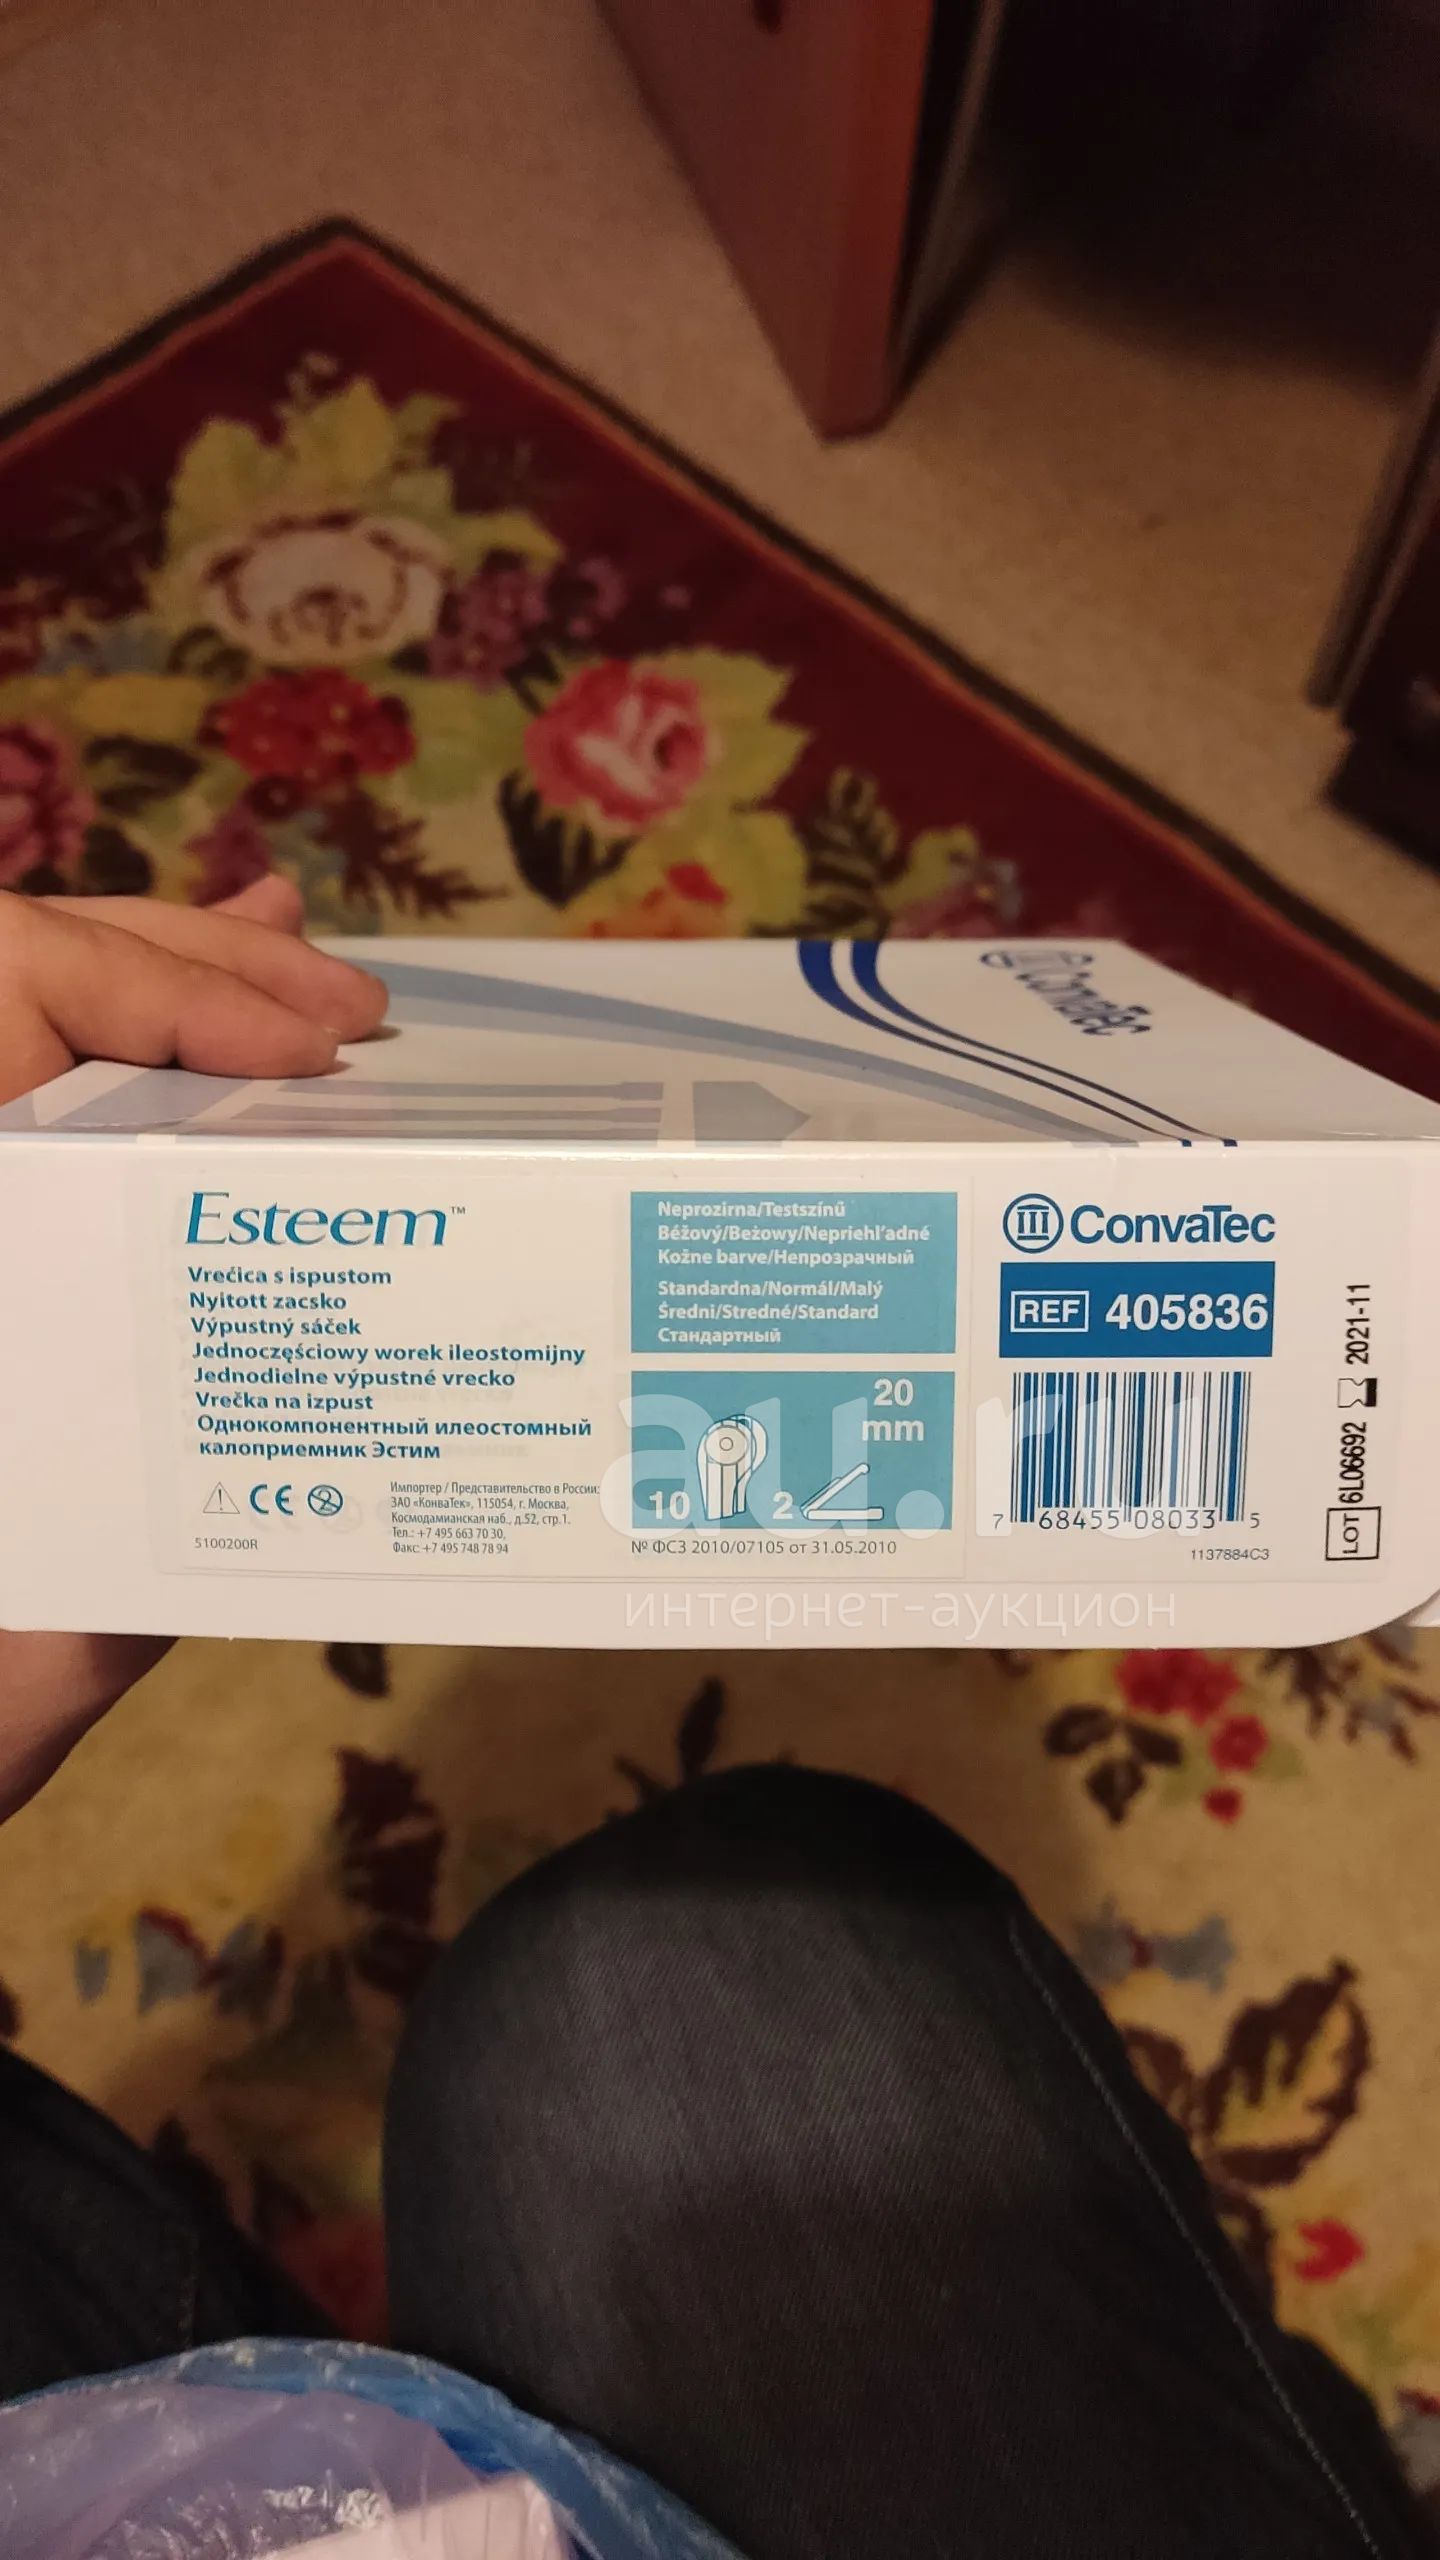 ConvaTec
Esteem™
Vrećica s ispustom
Nyitott zacsko
Výpustný sáček
Jednoczęściowy worek ileostomijny
Jednodielne výpustné vrecko
Vrečka na izpust
Однокомпонентный илеостомный
калоприемник Эстим
CE 2
5100200R
Импортер / Представительство в России:
ЗАО «КонваТек», 115054, г. Москва,
Космодамианская наб., д.52, стр.1.
Тел.: +7 495 663 70 30,
Факс: +7 495 748 78 94
Neprozirna/Testszínű
Béžový/Beżowy/Nepriehl'adné
Kožne barve/Непрозрачный
Standardna/Normál/Malý
Średni/Stredné/Standard
Стандартный
20
mm
10 2
№ ФСЗ 2010/07105 от 31.05.2010
ConvaTec
REF 405836
7 68455 08033 5
1137884C3
LOT 6L06692 2021-11
au.ru
интернет-аукцион